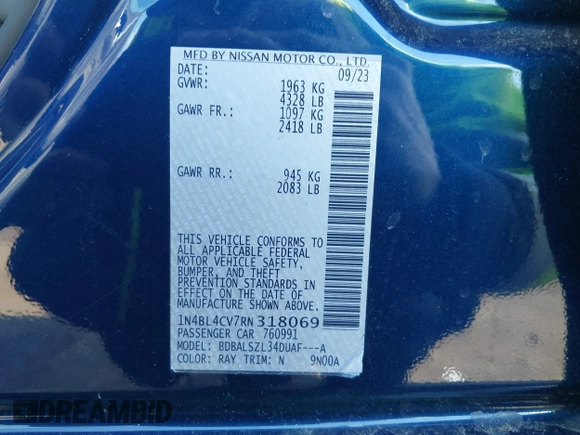 MFD BY NISSAN MOTOR CO., LTD.
DATE: 09/23
GVWR: 1963 KG
4328 LB
GAWR FR.: 1097 KG
2418 LB
GAWR RR.: 945 KG
2083 LB
THIS VEHICLE CONFORMS TO
ALL APPLICABLE FEDERAL
MOTOR VEHICLE SAFETY,
BUMPER, AND THEFT
PREVENTION STANDARDS IN
EFFECT ON THE DATE OF
MANUFACTURE SHOWN ABOVE.
1N4BL4CV7RN318069
PASSENGER CAR 760991
MODEL: BDBALSZL34DUAF---A
COLOR: RAY TRIM: N 9N00A
DREAMBID